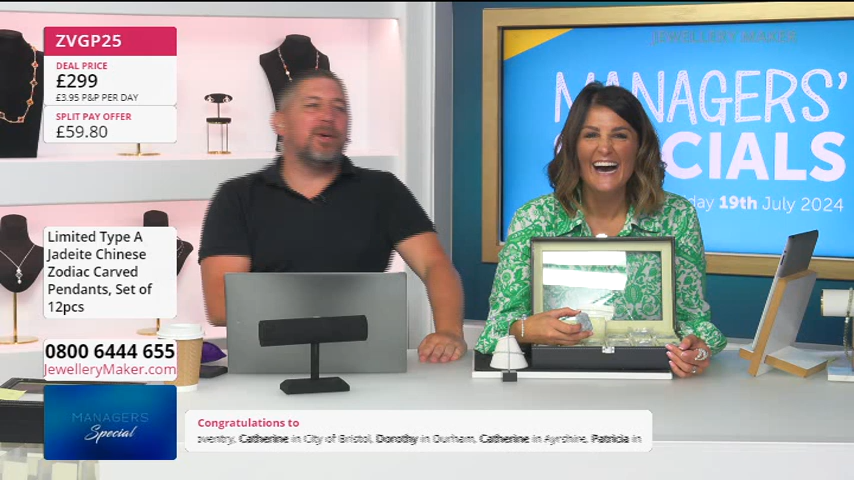 ZVGP25
DEAL PRICE
£299
£3.95 P&P PER DAY
SPLIT PAY OFFER
£59.80
Limited Type A
Jadeite Chinese
Zodiac Carved
Pendants, Set of
12pcs
0800 6444 655
JewelleryMaker.com
MANAGERS'
Special
Congratulations to
oventry, Catherine in City of Bristol, Dorothy in Durham, Catherine in Ayrshire, Patricia in
JEWELLERY MAKER
MANAGERS'
CIALS
day 19th July 2024